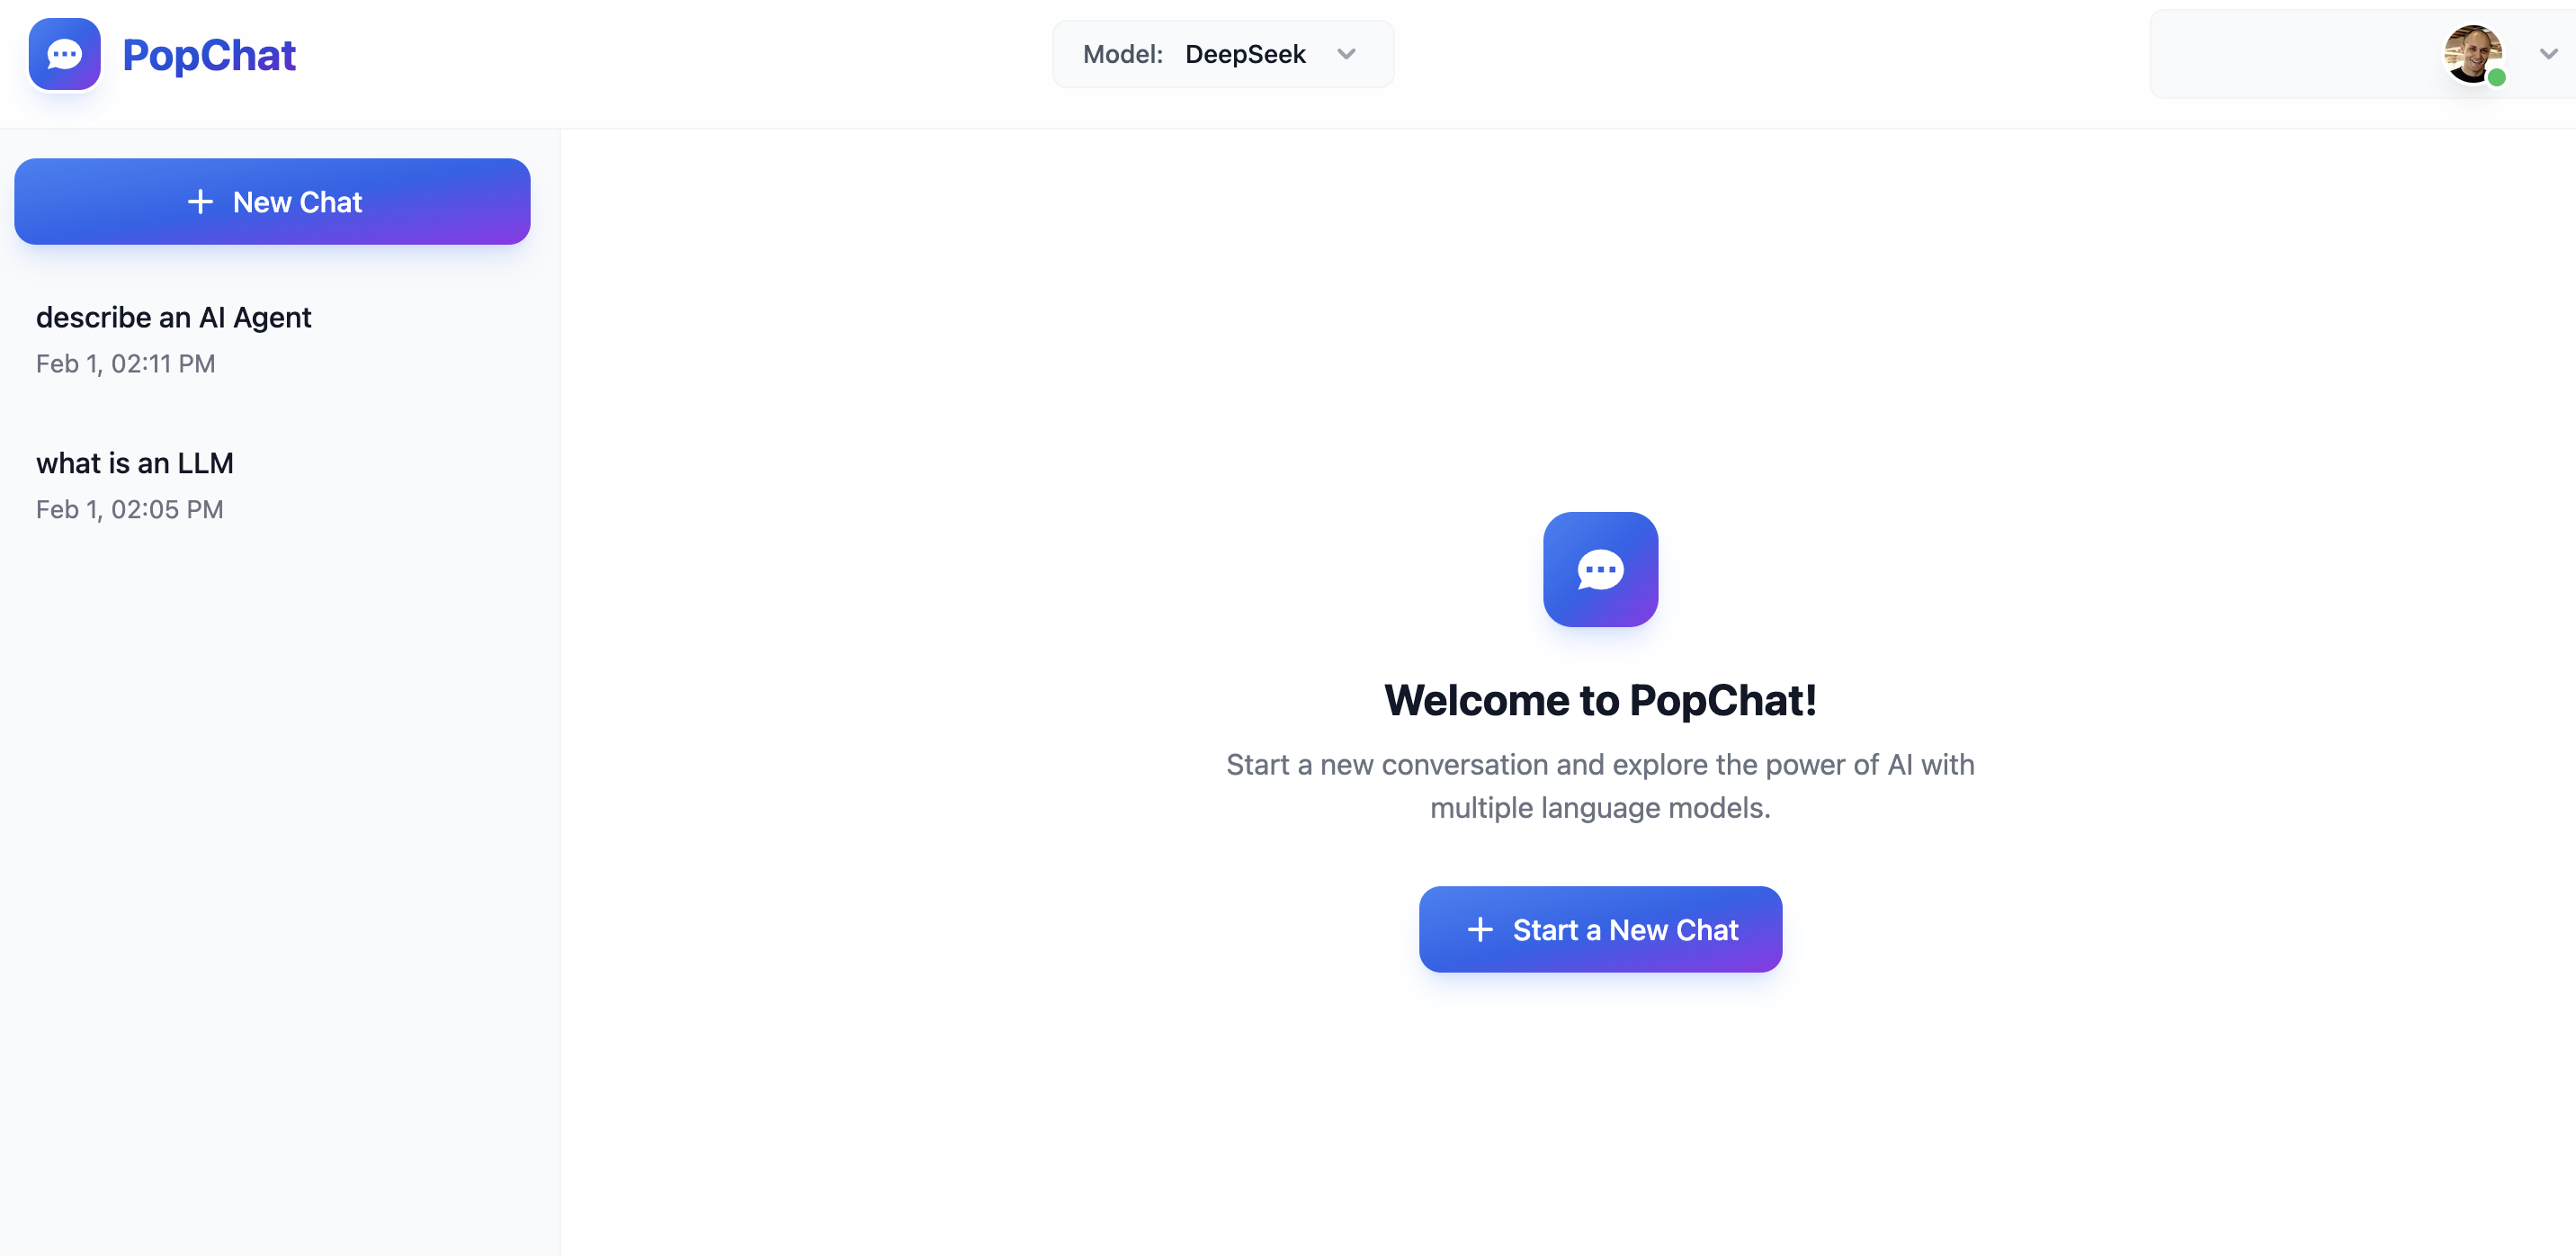 PopChat
Model: DeepSeek
New Chat
describe an AI Agent
Feb 1, 02:11 PM
what is an LLM
Feb 1, 02:05 PM
Welcome to PopChat!
Start a new conversation and explore the power of AI with
multiple language models.
Start a New Chat